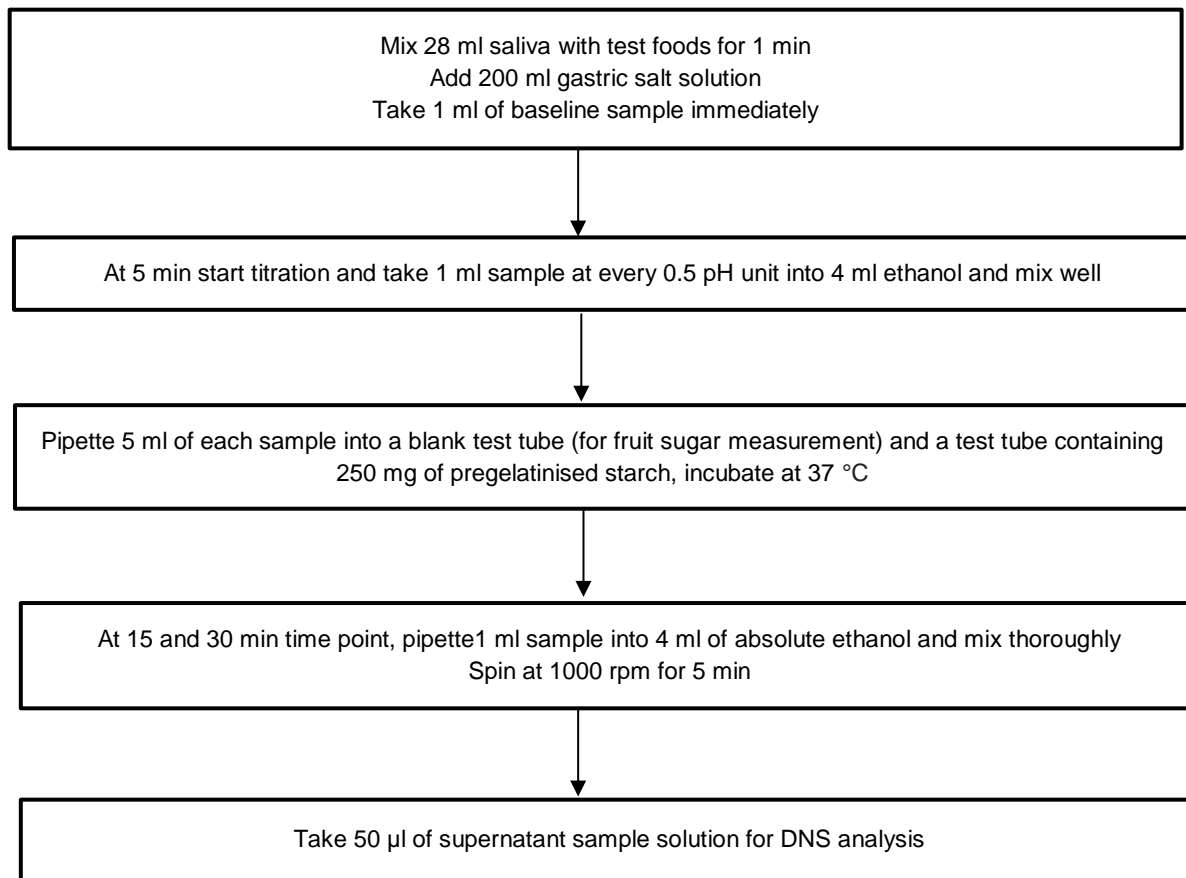 Mix 28 ml saliva with test foods for 1 min
Add 200 ml gastric salt solution
Take 1 ml of baseline sample immediately
At 5 min start titration and take 1 ml sample at every 0.5 pH unit into 4 ml ethanol and mix well
Pipette 5 ml of each sample into a blank test tube (for fruit sugar measurement) and a test tube containing
250 mg of pregelatinised starch, incubate at 37 °C
At 15 and 30 min time point, pipette1 ml sample into 4 ml of absolute ethanol and mix thoroughly
Spin at 1000 rpm for 5 min
Take 50 µl of supernatant sample solution for DNS analysis